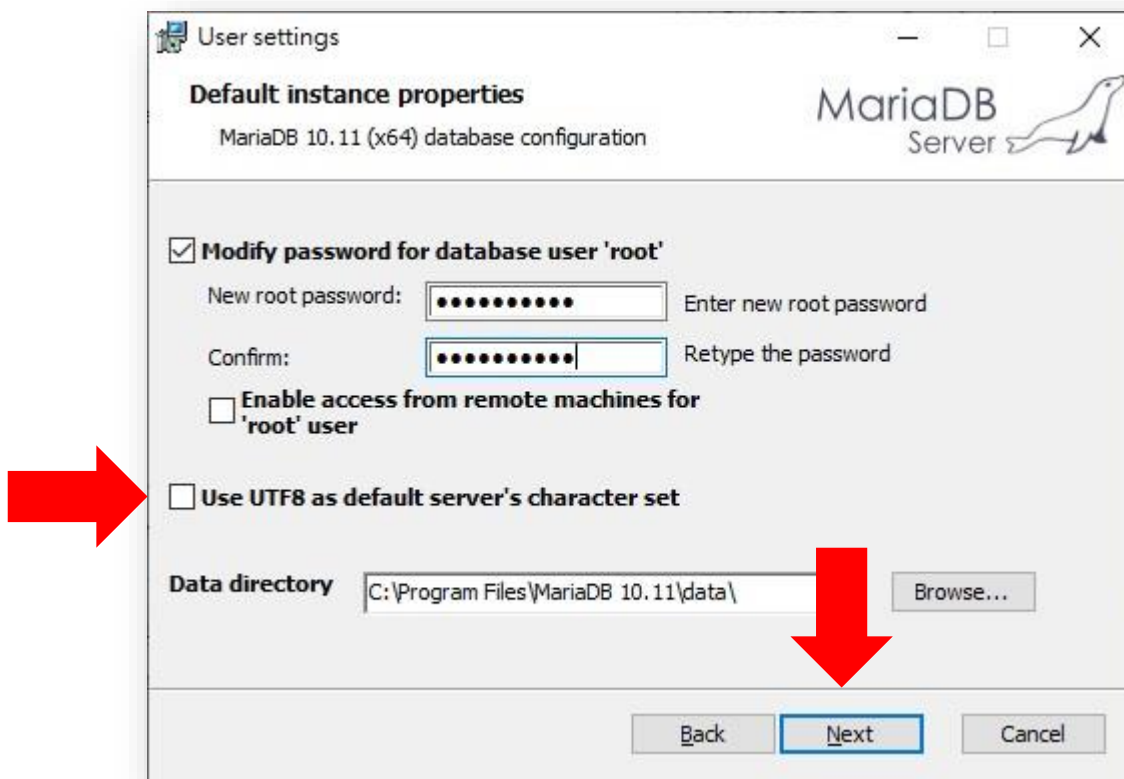 User settings
Default instance properties
MariaDB 10.11 (x64) database configuration
MariaDB
Server
Modify password for database user 'root'
New root password: ●●●●●●●●●● Enter new root password
Confirm: ●●●●●●●●●● Retype the password
Enable access from remote machines for
'root' user
Use UTF8 as default server's character set
Data directory C:\Program Files\MariaDB 10.11\data\ Browse...
Back Next Cancel